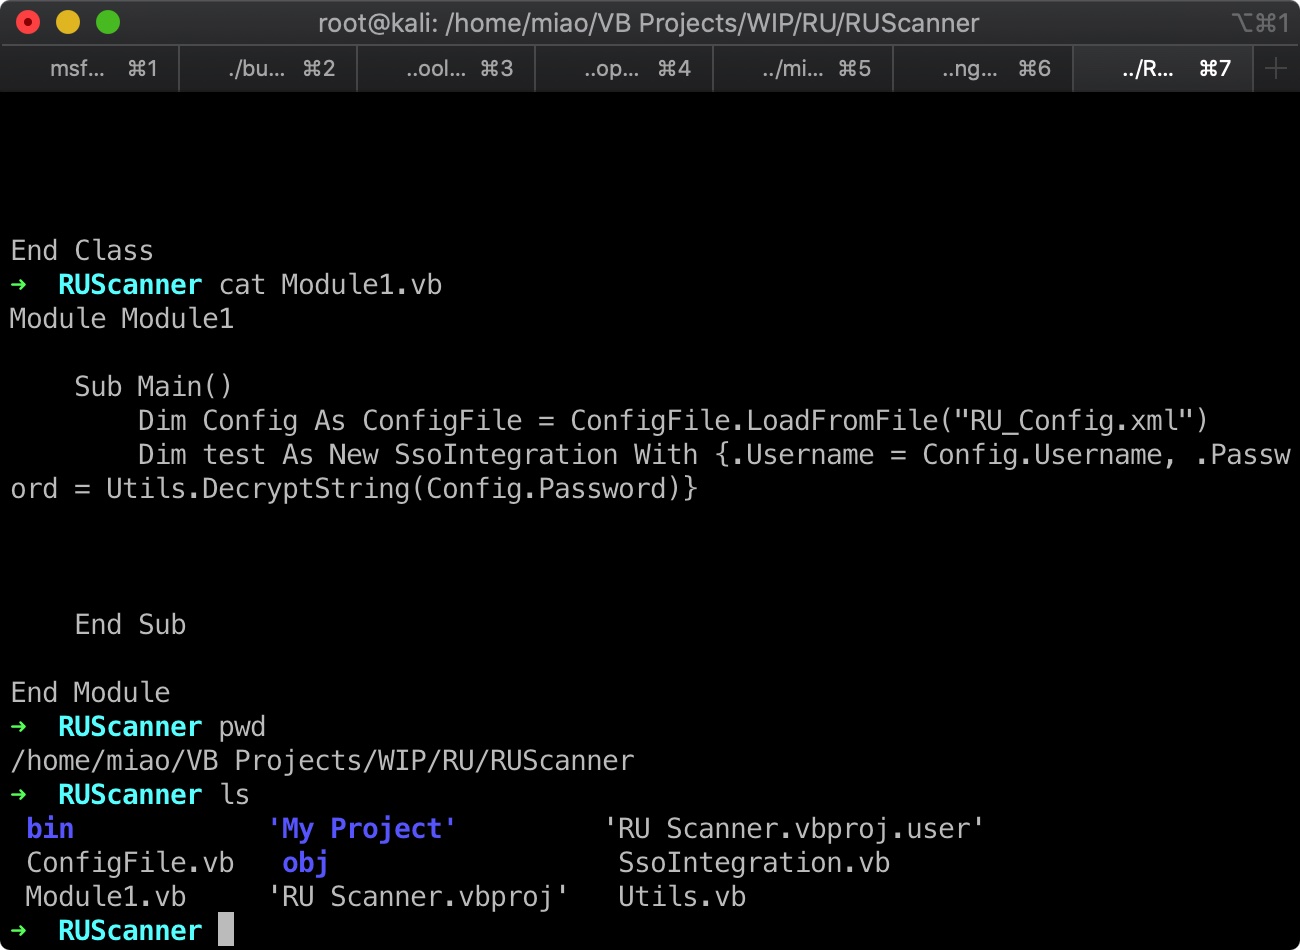 root@kali: /home/miao/VB Projects/WIP/RU/RUScanner ⌥⌘1
msf... ⌘1 ./bu... ⌘2 ..ool... ⌘3 ..op... ⌘4 ../mi... ⌘5 ..ng... ⌘6 ../R... ⌘7 +
End Class
→ RUScanner cat Module1.vb
Module Module1
    Sub Main()
        Dim Config As ConfigFile = ConfigFile.LoadFromFile("RU_Config.xml")
        Dim test As New SsoIntegration With {.Username = Config.Username, .Passw
ord = Utils.DecryptString(Config.Password)}
    End Sub
End Module
→ RUScanner pwd
/home/miao/VB Projects/WIP/RU/RUScanner
→ RUScanner ls
bin 'My Project' 'RU Scanner.vbproj.user'
ConfigFile.vb obj SsoIntegration.vb
Module1.vb 'RU Scanner.vbproj' Utils.vb
→ RUScanner